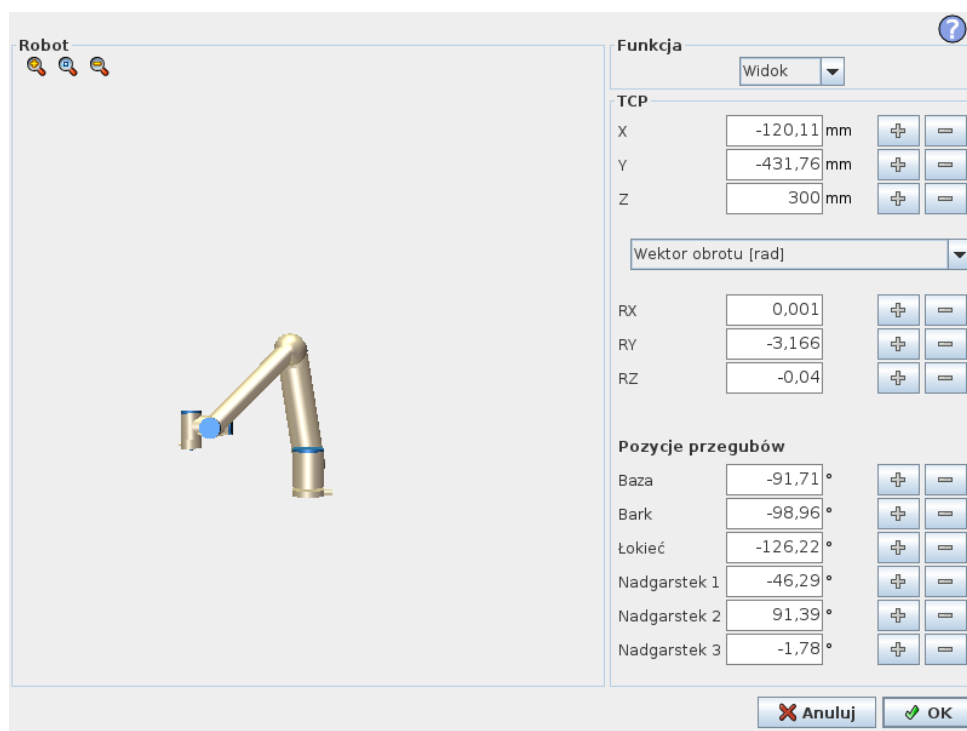 Robot
Funkcja
Widok
TCP
X -120,11 mm
Y -431,76 mm
Z 300 mm
Wektor obrotu [rad]
RX 0,001
RY -3,166
RZ -0,04
Pozycje przegubów
Baza -91,71 °
Bark -98,96 °
Łokieć -126,22 °
Nadgarstek 1 -46,29 °
Nadgarstek 2 91,39 °
Nadgarstek 3 -1,78 °
Anuluj OK